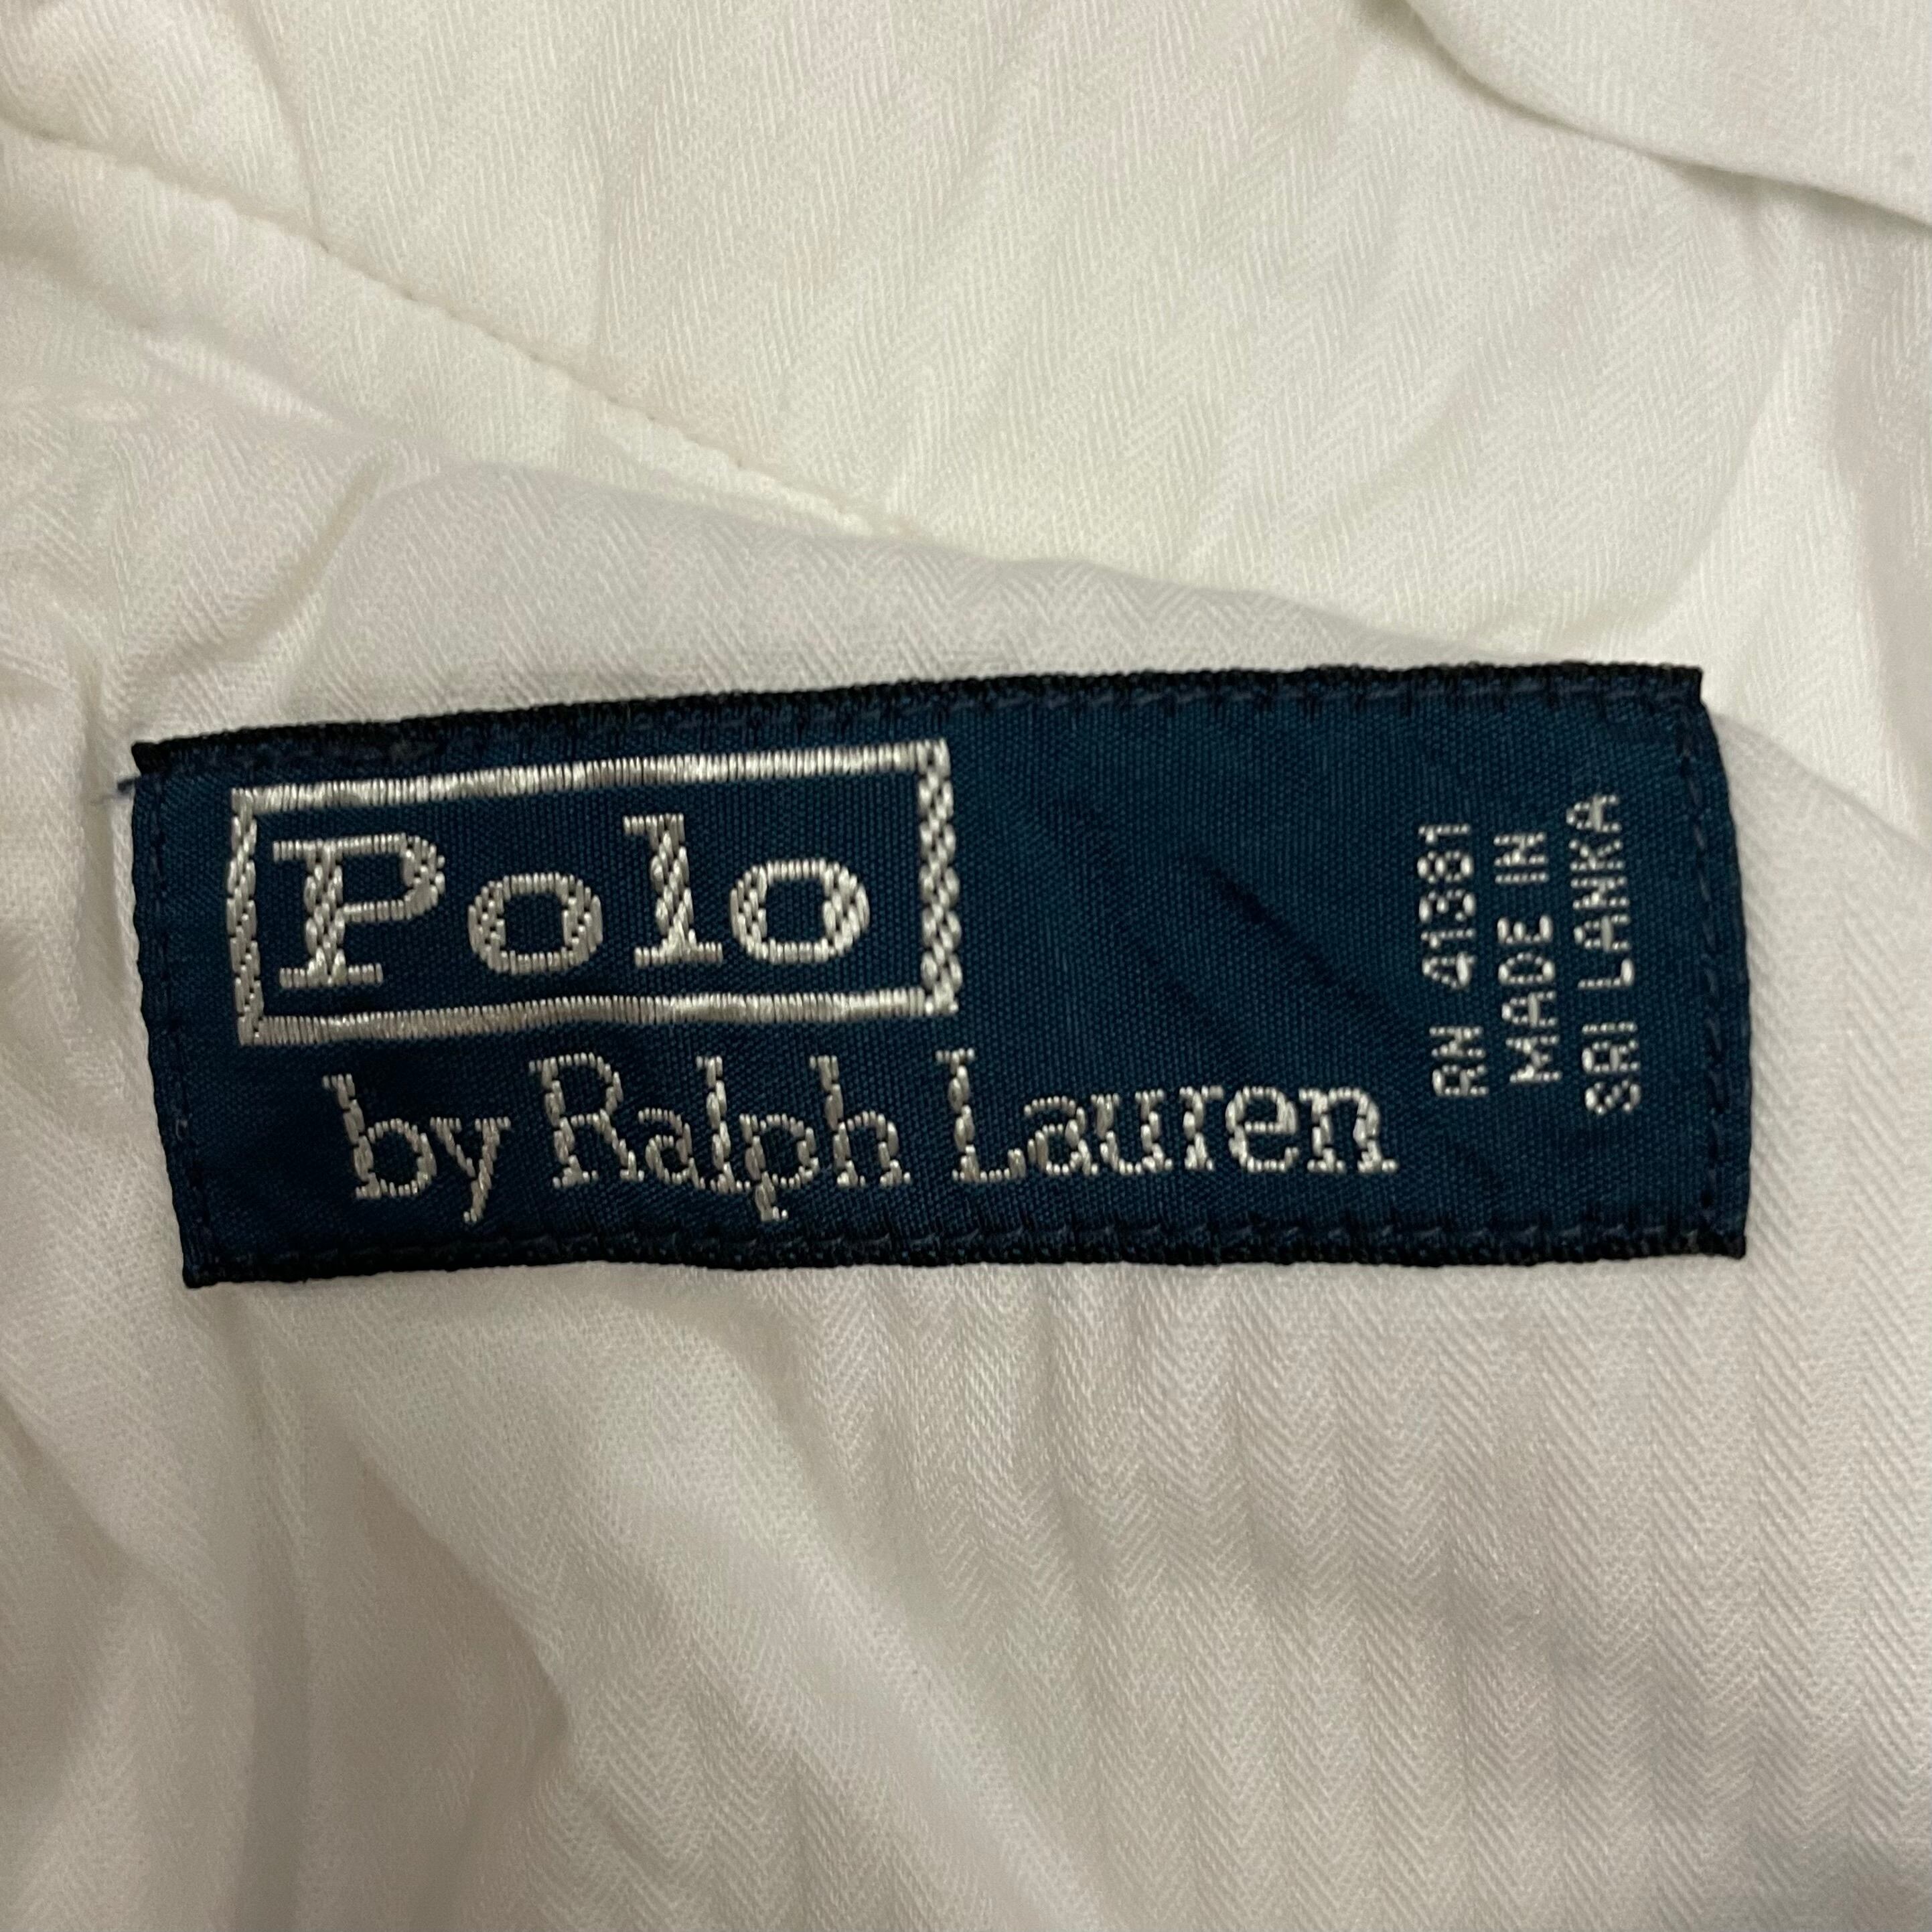 Polo
by Ralph Lauren
RN 41381
MADE IN
SRI LANKA